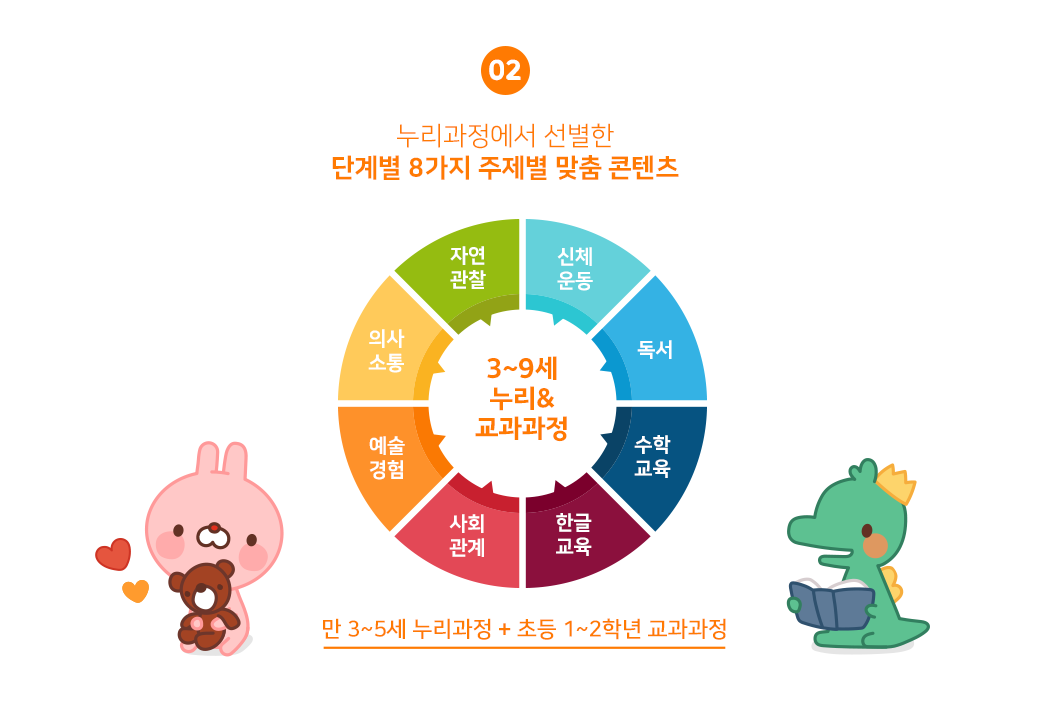 02
누리과정에서 선별한
단계별 8가지 주제별 맞춤 콘텐츠
자연
관찰
신체
운동
의사
소통
독서
3~9세
누리&
교과과정
예술
경험
수학
교육
사회
관계
한글
교육
만 3~5세 누리과정 + 초등 1~2학년 교과과정